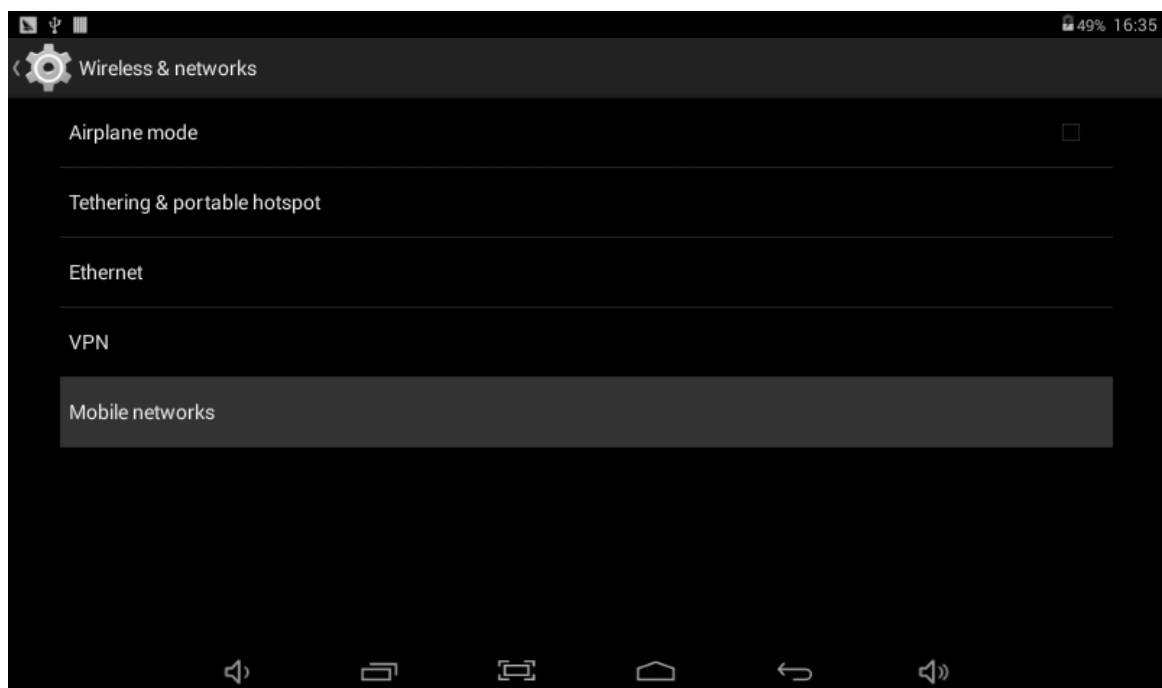 49% 16:35
Wireless & networks
Airplane mode
Tethering & portable hotspot
Ethernet
VPN
Mobile networks